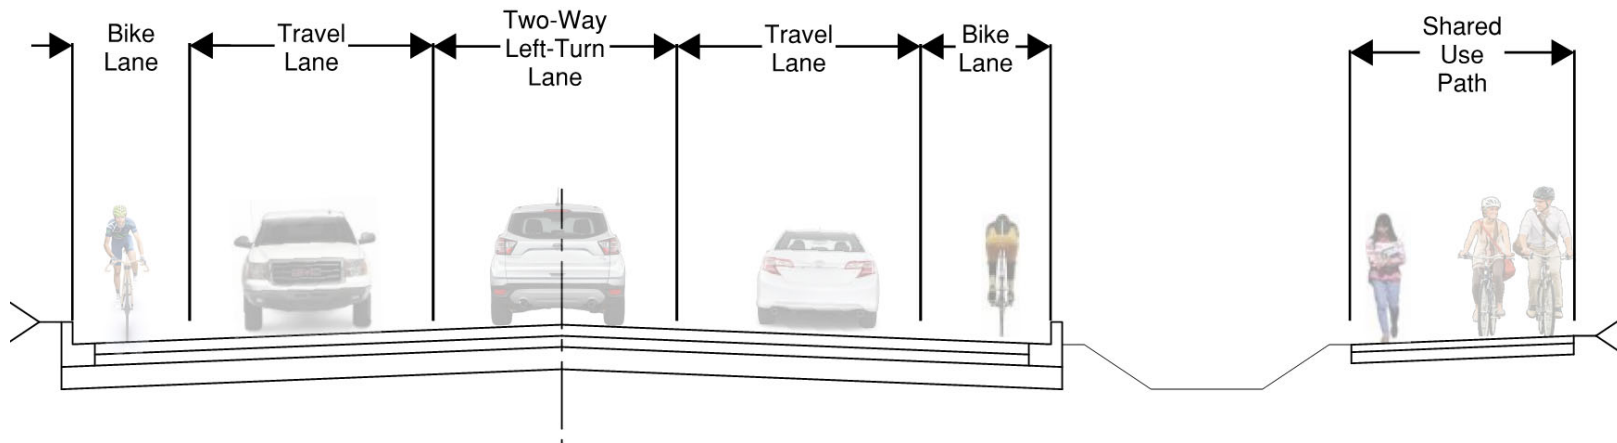 Bike
Lane
Travel
Lane
Two-Way
Left-Turn
Lane
Travel
Lane
Bike
Lane
Shared
Use
Path